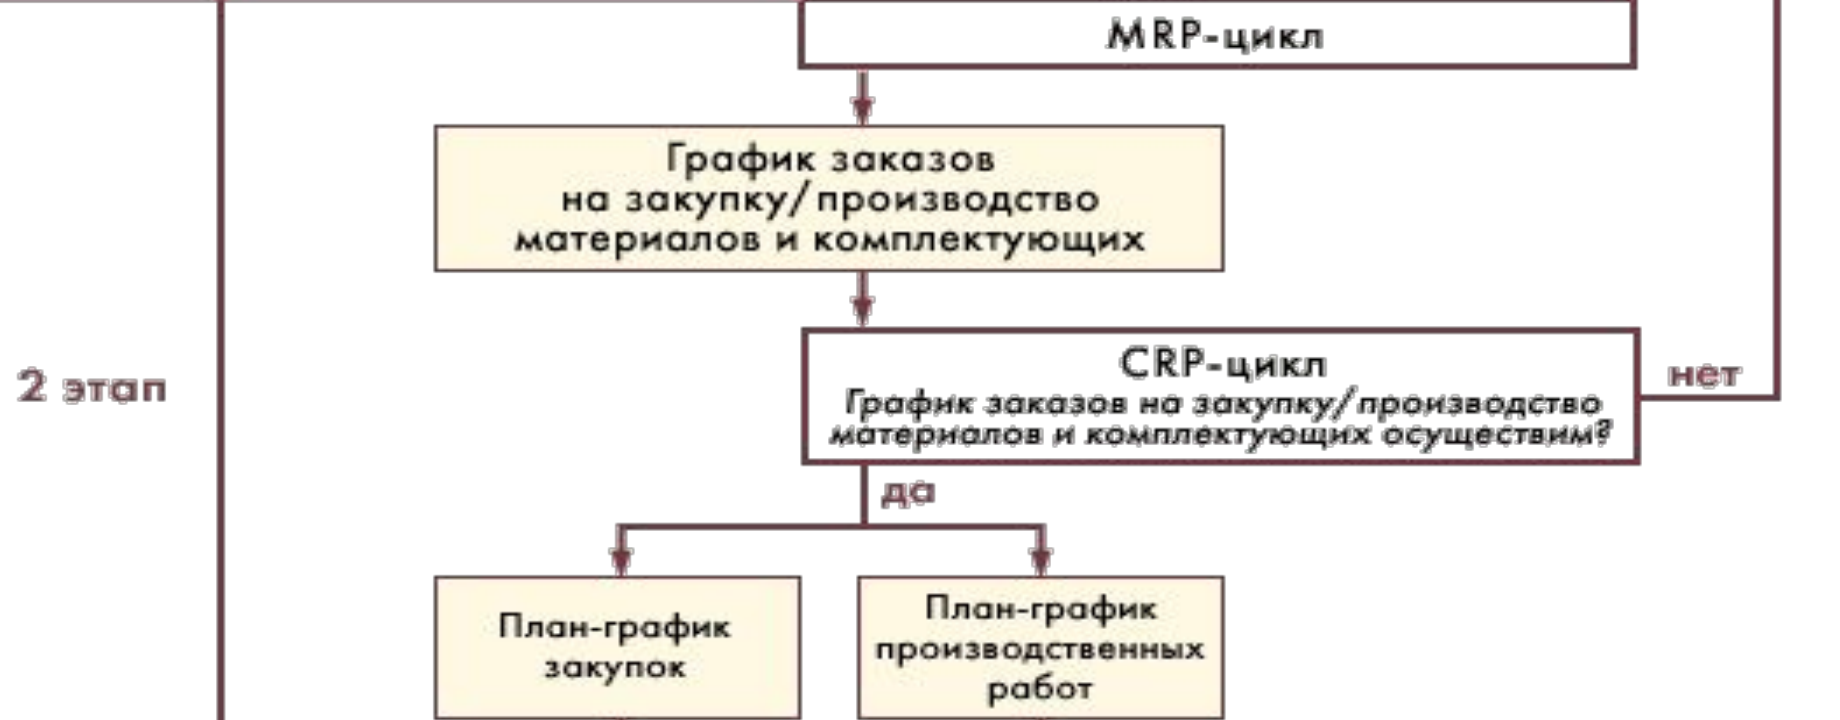 MRP-цикл
График заказов
на закупку/производство
материалов и комплектующих
2 этап
CRP-цикл
График заказов на закупку/производство
материалов и комплектующих осуществим?
нет
да
План-график
закупок
План-график
производственных
работ